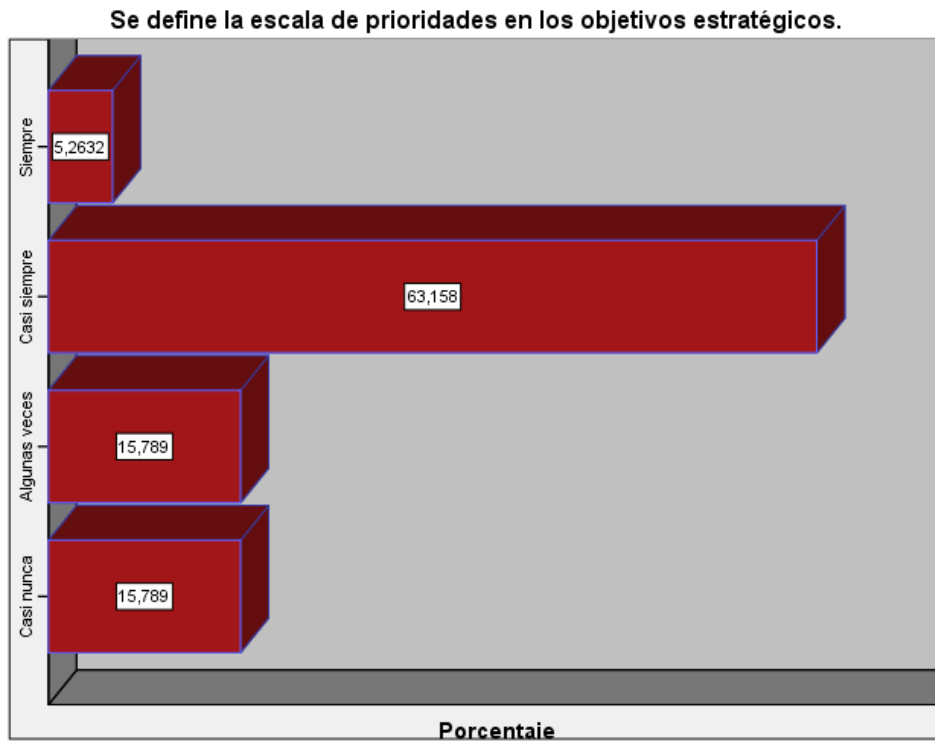 Se define la escala de prioridades en los objetivos estratégicos.
Siempre
5,2632
Casi siempre
63,158
Algunas veces
15,789
Casi nunca
15,789
Porcentaje